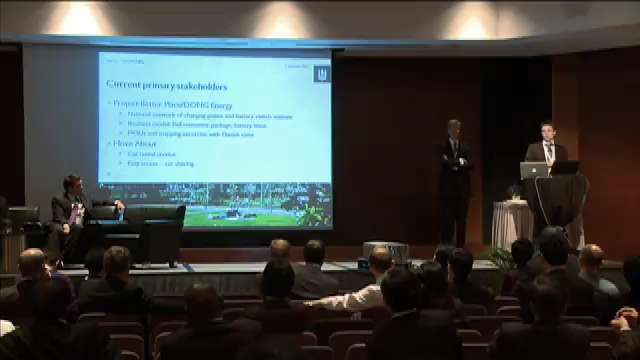 Current primary stakeholders
Project Better Place/DONG Energy
National network of charging points and battery switch stations
Business model: Full consumer package, battery lease
MOUs and mapping exercises with Danish cities
Move About
Car rental service
Easy access – car sharing